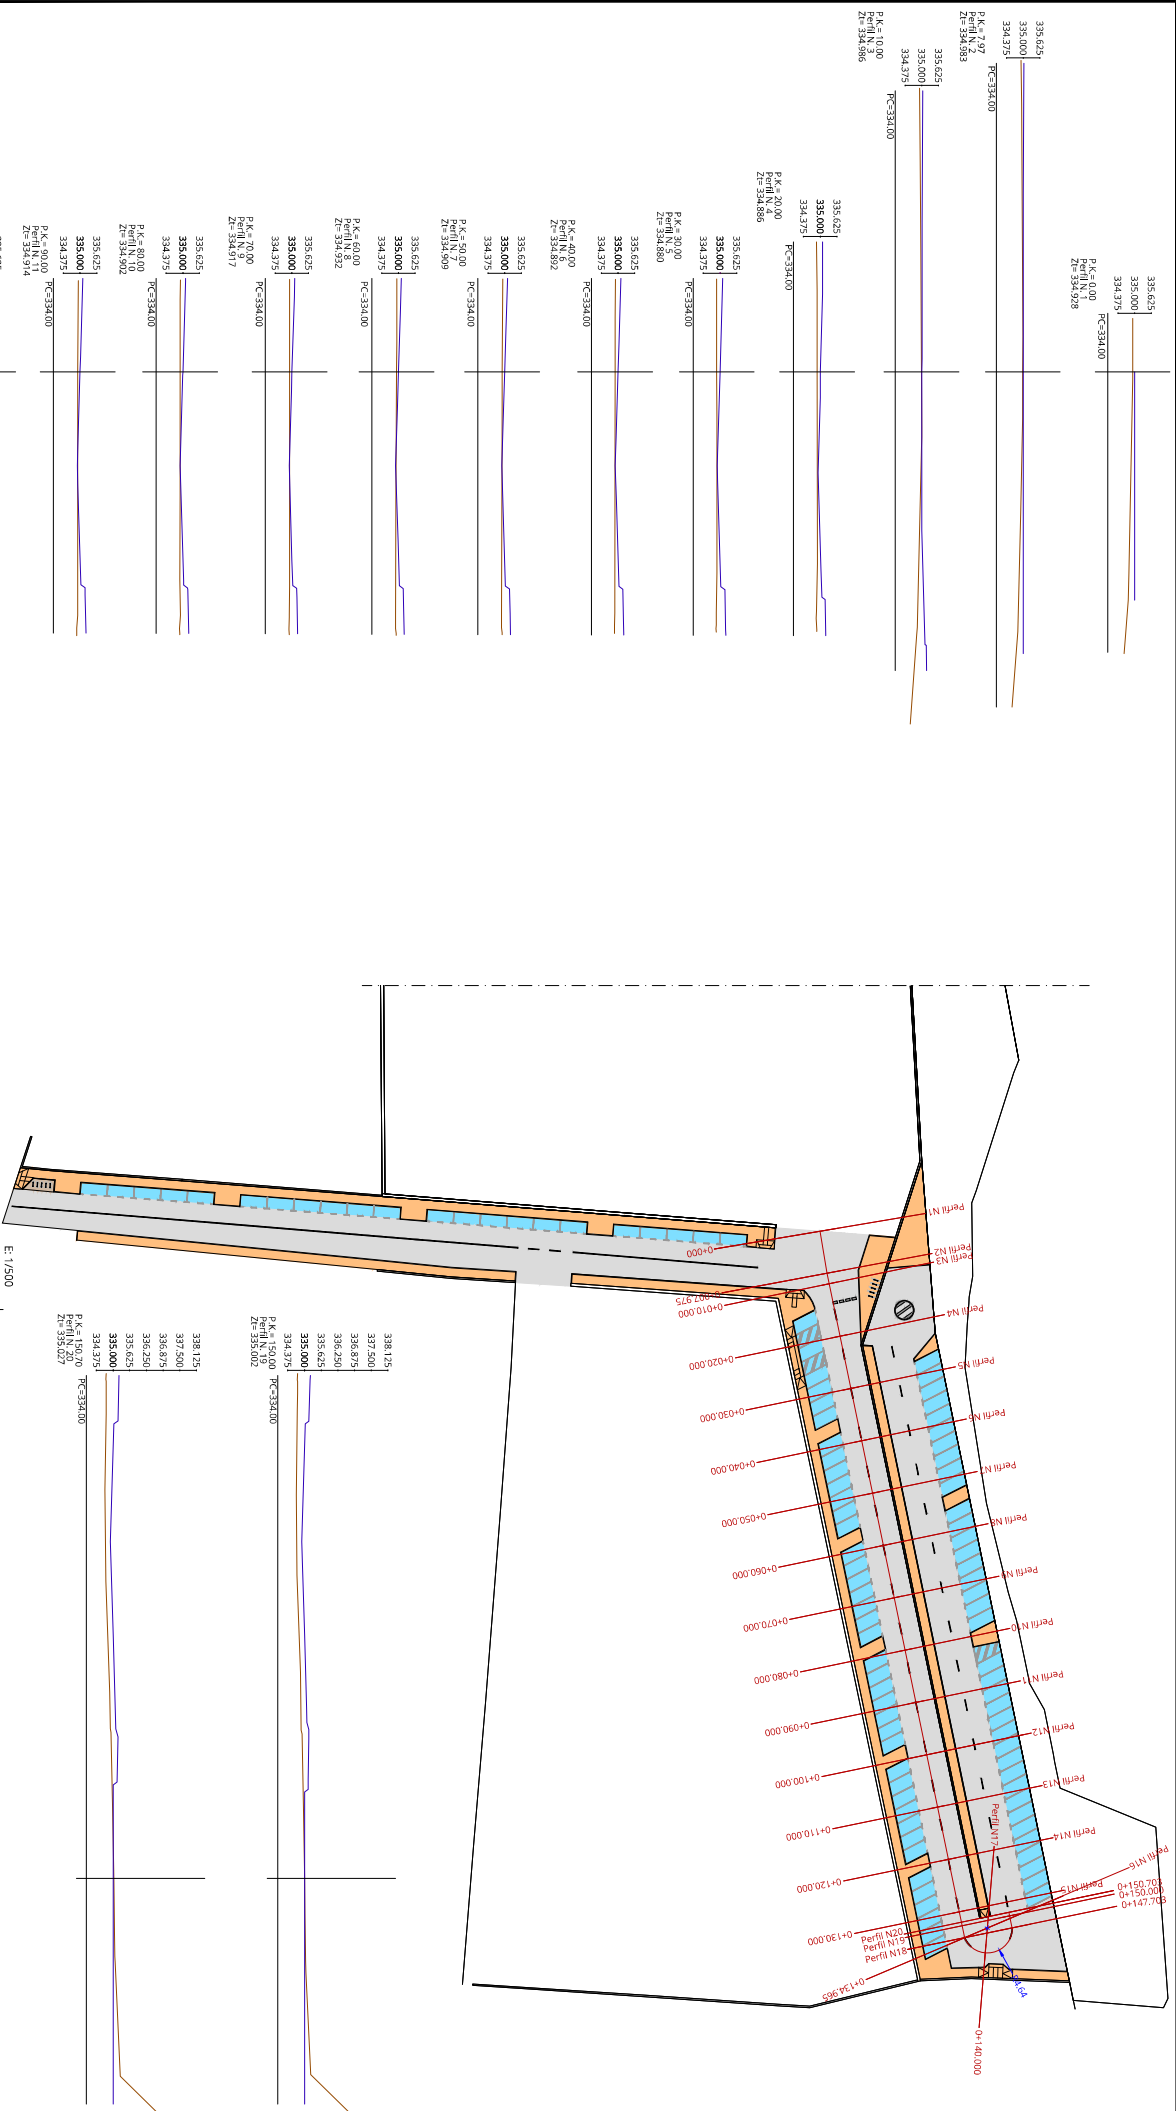 P.K.= 0.00
Perfil N. 1
Zt= 334.928
335.625
335.000
334.375
PC=334.00
P.K.= 7.97
Perfil N. 2
Zt= 334.983
335.625
335.000
334.375
PC=334.00
P.K.= 10.00
Perfil N. 3
Zt= 334.986
335.625
335.000
334.375
PC=334.00
P.K.= 20.00
Perfil N. 4
Zt= 334.886
335.625
335.000
334.375
PC=334.00
P.K.= 30.00
Perfil N. 5
Zt= 334.880
335.625
335.000
334.375
PC=334.00
P.K.= 40.00
Perfil N. 6
Zt= 334.892
335.625
335.000
334.375
PC=334.00
P.K.= 50.00
Perfil N. 7
Zt= 334.909
335.625
335.000
334.375
PC=334.00
P.K.= 60.00
Perfil N. 8
Zt= 334.932
335.625
335.000
334.375
PC=334.00
P.K.= 70.00
Perfil N. 9
Zt= 334.917
335.625
335.000
334.375
PC=334.00
P.K.= 80.00
Perfil N. 10
Zt= 334.902
335.625
335.000
334.375
PC=334.00
P.K.= 90.00
Perfil N. 11
Zt= 334.914
335.625
335.000
334.375
PC=334.00
Perfil N1
Perfil N2
Perfil N3
Perfil N4
Perfil N5
Perfil N6
Perfil N7
Perfil N8
Perfil N9
Perfil N10
Perfil N11
Perfil N12
Perfil N13
Perfil N14
Perfil N15
Perfil N16
Perfil N17
Perfil N18
Perfil N19
Perfil N20
0+000
0+007.975
0+010.000
0+020.000
0+030.000
0+040.000
0+050.000
0+060.000
0+070.000
0+080.000
0+090.000
0+100.000
0+110.000
0+120.000
0+130.000
0+134.965
0+140.000
0+147.703
0+150.000
0+150.703
E: 1/500
P.K.= 150.00
Perfil N. 19
Zt= 335.002
338.125
337.500
336.875
336.250
335.625
335.000
334.375
PC=334.00
P.K.= 150.70
Perfil N. 20
Zt= 335.027
338.125
337.500
336.875
336.250
335.625
335.000
334.375
PC=334.00